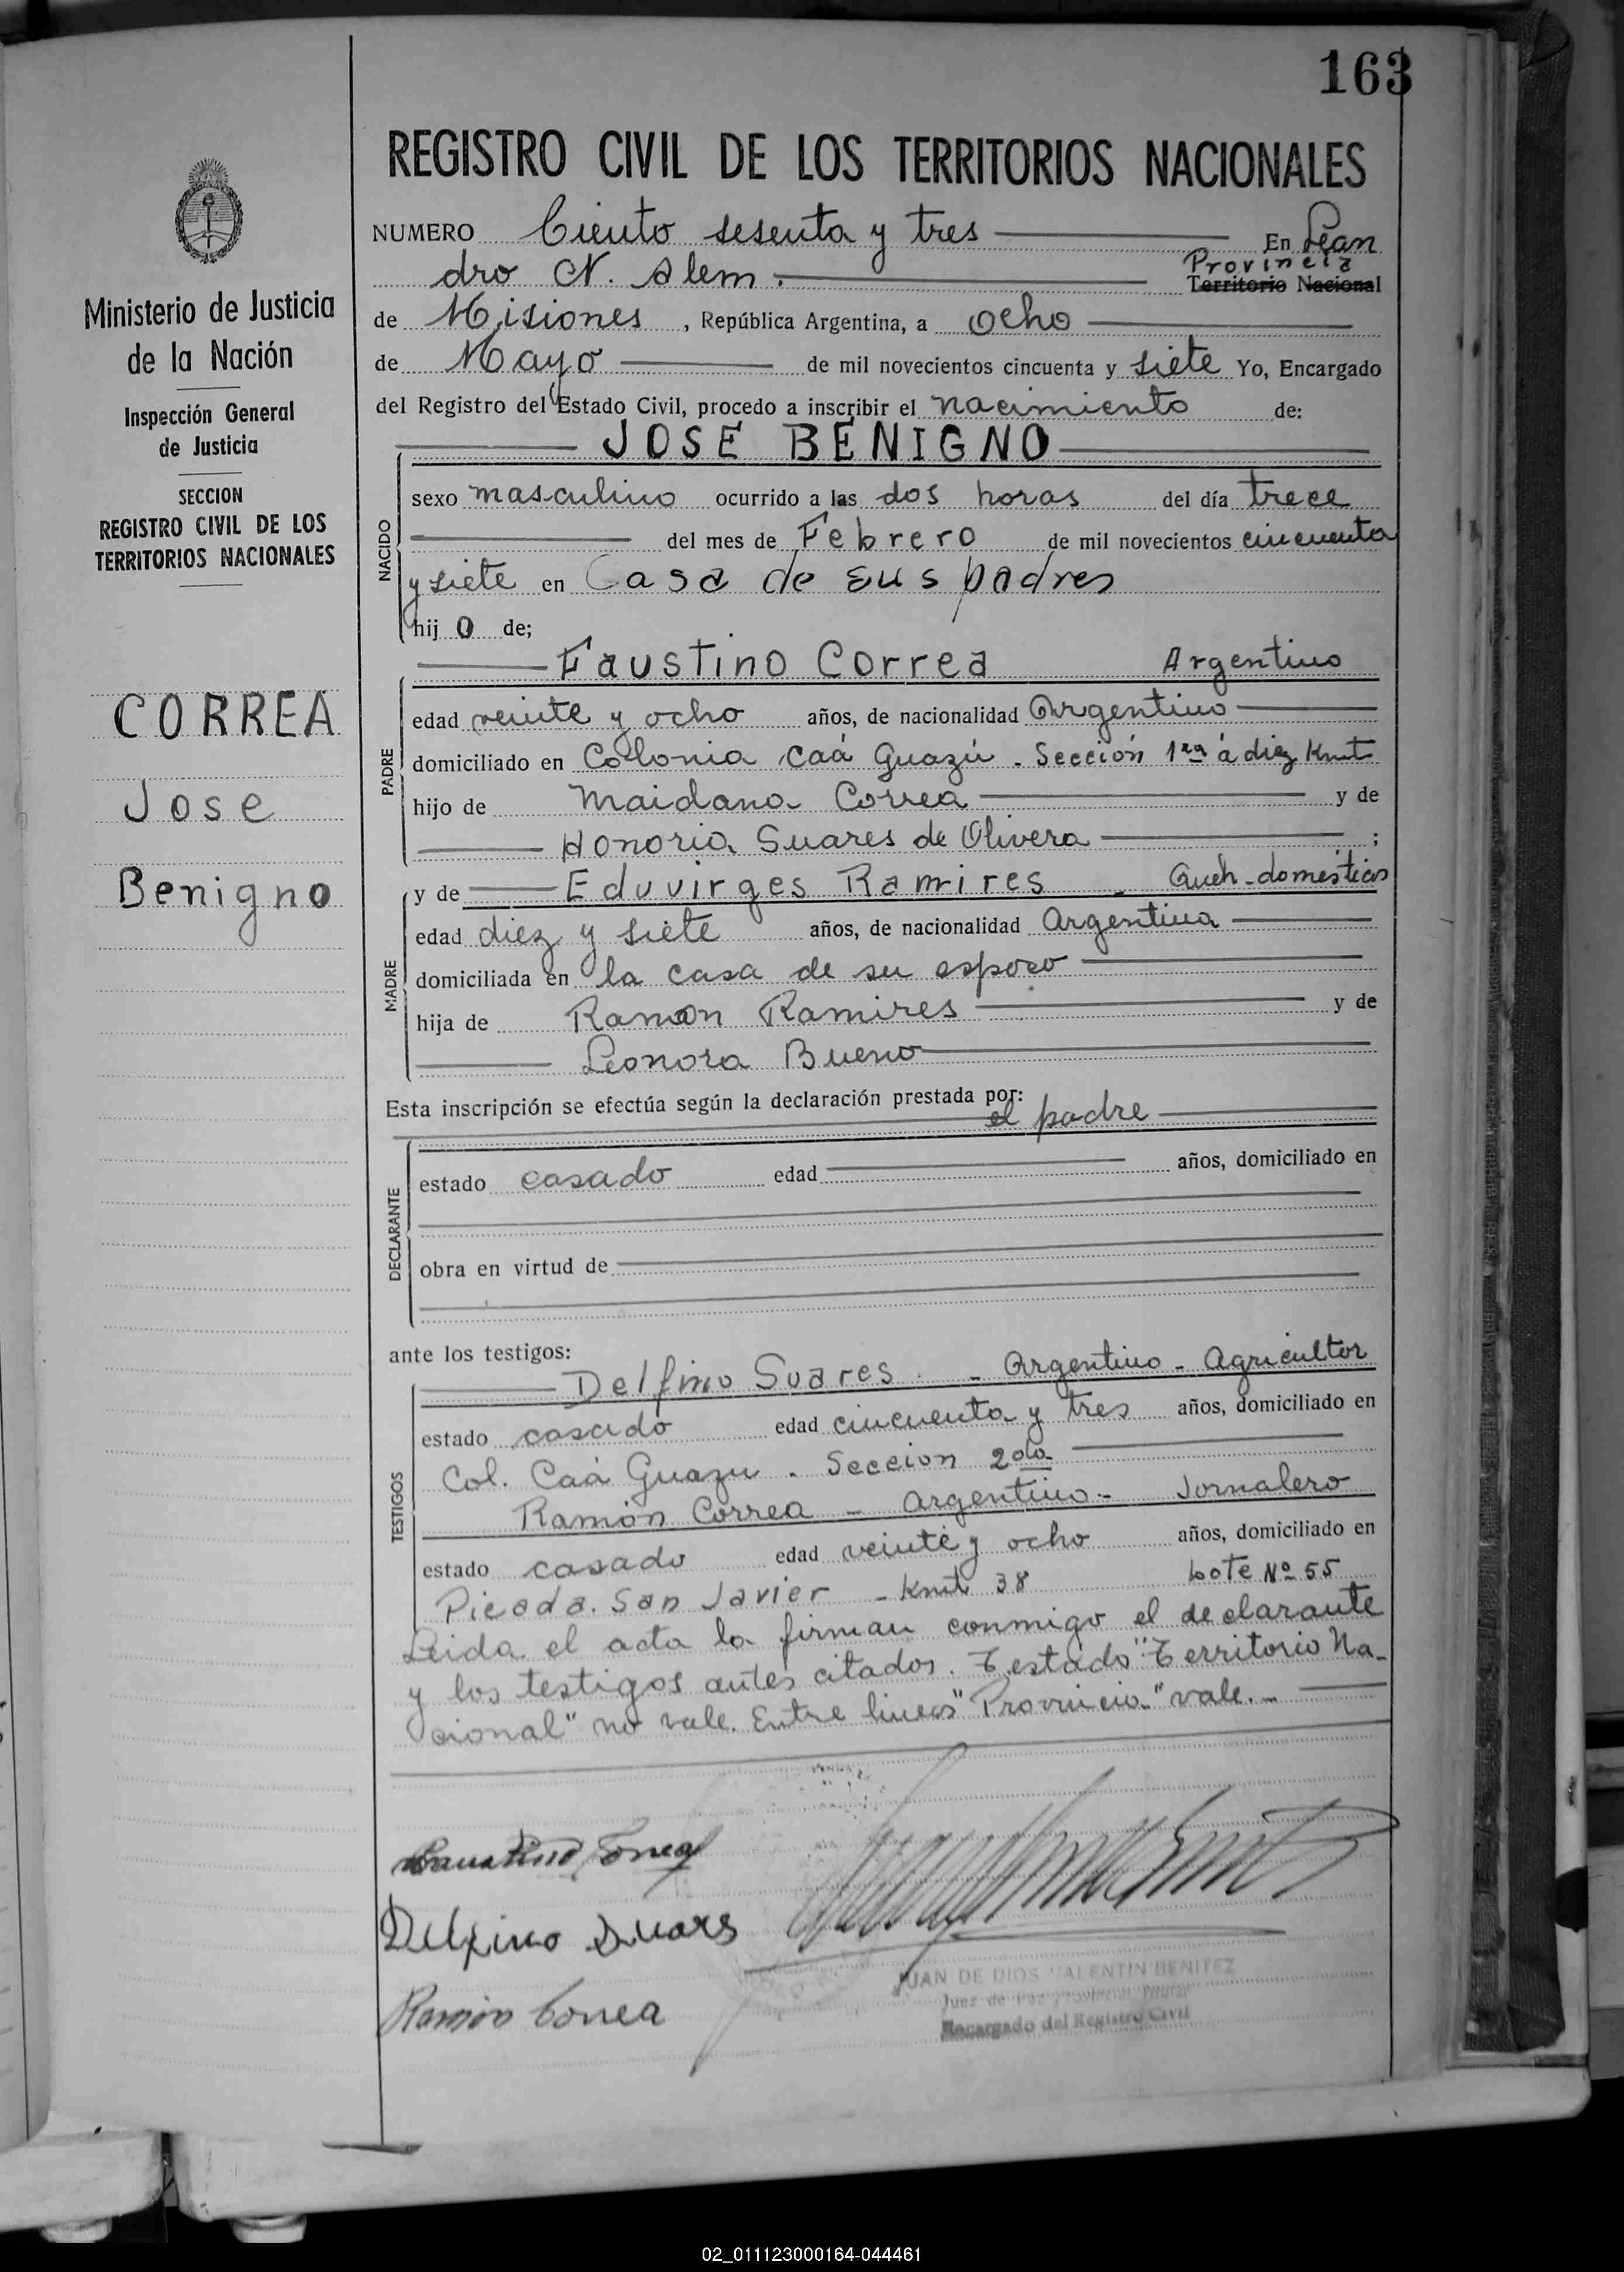 163
REGISTRO CIVIL DE LOS TERRITORIOS NACIONALES
NUMERO Ciento sesenta y tres En Lean
dro N. Alem. Provincia
Territorio Nacional
de Misiones, República Argentina, a ocho
de Mayo de mil novecientos cincuenta y siete Yo, Encargado
del Registro del Estado Civil, procedo a inscribir el nacimiento de:
JOSE BENIGNO
NACIDO
sexo masculino ocurrido a las dos horas del día trece
del mes de Febrero de mil novecientos cincuenta
y siete en Casa de sus padres
hij o de;
Faustino Correa Argentino
PADRE
edad veinte y ocho años, de nacionalidad Argentino
domiciliado en Colonia Caá Guazú. Sección 1ra á diez Kmt
hijo de Maidana Correa y de
Honoria Suares de Olivera ;
y de Eduvirges Ramires - Queh-domésticos
MADRE
edad diez y siete años, de nacionalidad Argentina
domiciliada en la casa de su esposo
hija de Ramon Ramires y de
Leonora Bueno
Esta inscripción se efectúa según la declaración prestada por:
el padre
DECLARANTE
estado casado edad años, domiciliado en
obra en virtud de
ante los testigos:
Delfino Suares - Argentino - Agricultor
TESTIGOS
estado casado edad cincuenta y tres años, domiciliado en
Col. Caá Guazu. Seccion 2da
Ramón Correa - argentino.- Jornalero
estado casado edad veinte y ocho años, domiciliado en
Picada. San Javier - Kmt 38 Lote Nº 55
Leida el acta la firman conmigo el declarante
y los testigos antes citados. Testado "Territorio Na-
cional" no vale. Entre lineas "Provincia" vale.-
Faustino Correa
Delfino Suars
Ramón Correa
JUAN DE DIOS VALENTIN BENITEZ
Juez de Paz
Encargado del Registro Civil
Ministerio de Justicia
de la Nación
Inspección General
de Justicia
SECCION
REGISTRO CIVIL DE LOS
TERRITORIOS NACIONALES
CORREA
Jose
Benigno
02_011123000164-044461